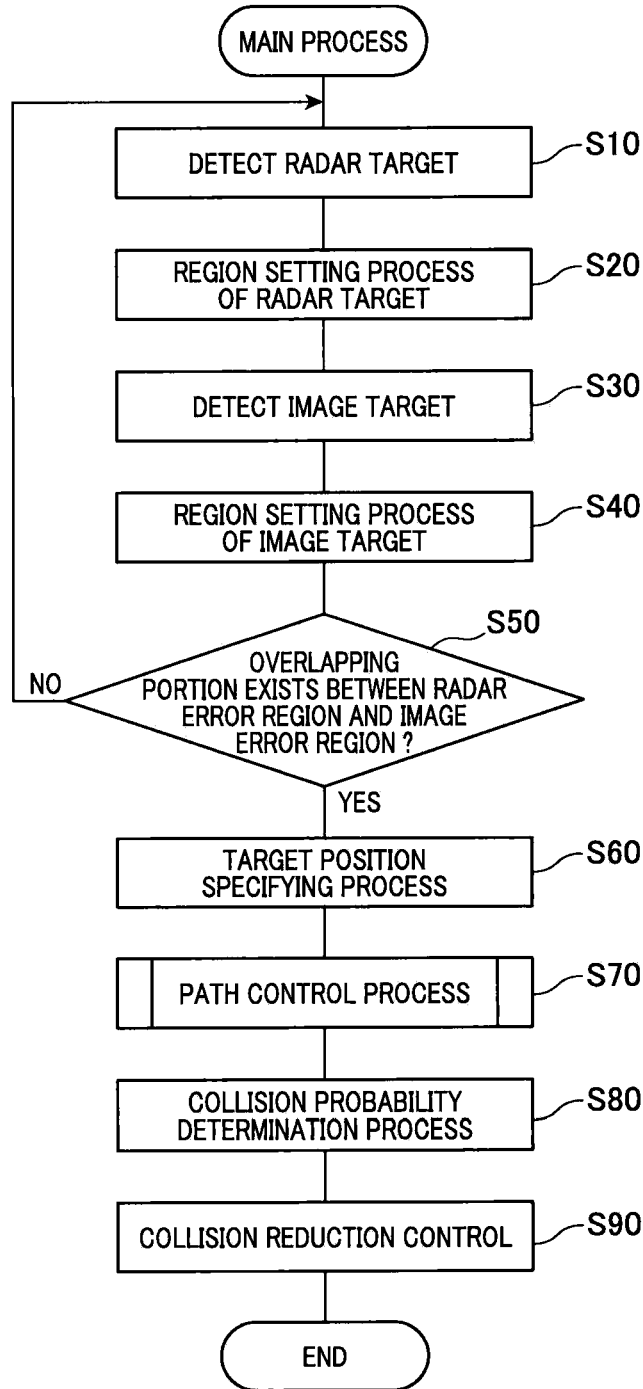 MAIN PROCESS
DETECT RADAR TARGET
S10
REGION SETTING PROCESS
OF RADAR TARGET
S20
DETECT IMAGE TARGET
S30
REGION SETTING PROCESS
OF IMAGE TARGET
S40
S50
OVERLAPPING
PORTION EXISTS BETWEEN RADAR
ERROR REGION AND IMAGE
ERROR REGION ?
NO
YES
TARGET POSITION
SPECIFYING PROCESS
S60
PATH CONTROL PROCESS
S70
COLLISION PROBABILITY
DETERMINATION PROCESS
S80
COLLISION REDUCTION CONTROL
S90
END